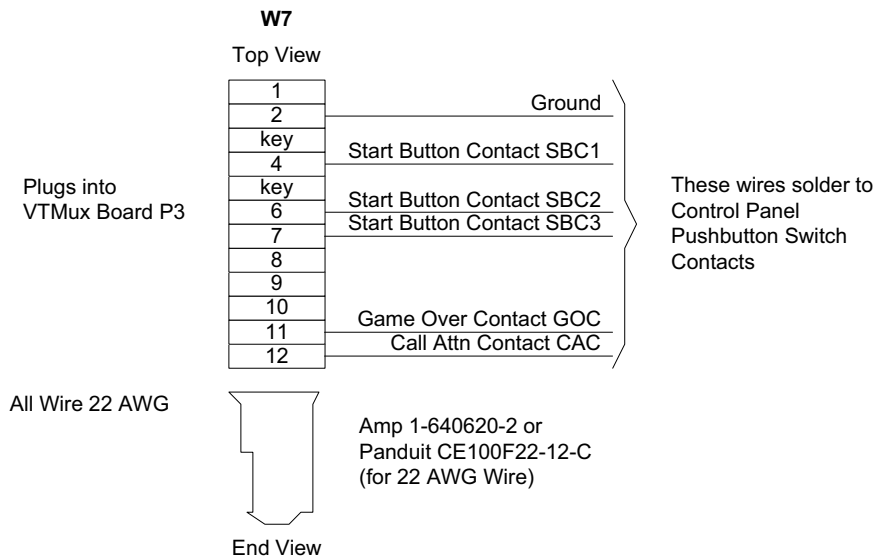 W7
Top View
1
Ground
2
key
Start Button Contact SBC1
4
key
Start Button Contact SBC2
6
Start Button Contact SBC3
7
8
9
10
Game Over Contact GOC
11
Call Attn Contact CAC
12
Plugs into
VTMux Board P3
These wires solder to
Control Panel
Pushbutton Switch
Contacts
All Wire 22 AWG
Amp 1-640620-2 or
Panduit CE100F22-12-C
(for 22 AWG Wire)
End View